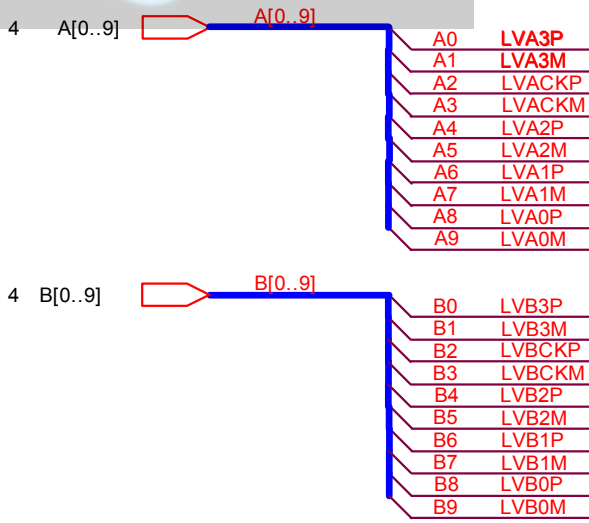 4 A[0..9] A[0..9]
A0 LVA3P
A1 LVA3M
A2 LVACKP
A3 LVACKM
A4 LVA2P
A5 LVA2M
A6 LVA1P
A7 LVA1M
A8 LVA0P
A9 LVA0M
4 B[0..9] B[0..9]
B0 LVB3P
B1 LVB3M
B2 LVBCKP
B3 LVBCKM
B4 LVB2P
B5 LVB2M
B6 LVB1P
B7 LVB1M
B8 LVB0P
B9 LVB0M